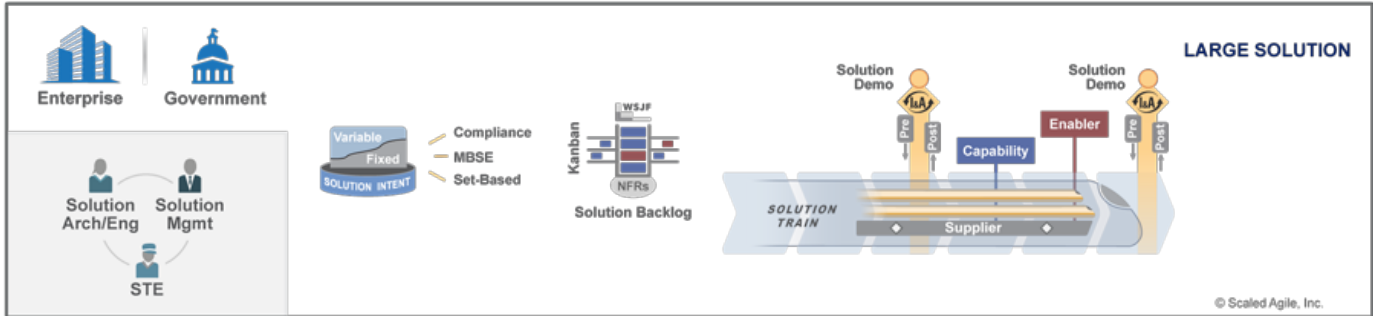 LARGE SOLUTION
Enterprise
Government
Solution
Arch/Eng
Solution
Mgmt
STE
Variable
Fixed
SOLUTION INTENT
Compliance
MBSE
Set-Based
WSJF
Kanban
NFRs
Solution Backlog
SOLUTION
TRAIN
Solution
Demo
I&A
Pre
Post
Capability
Enabler
Supplier
Solution
Demo
I&A
Pre
Post
© Scaled Agile, Inc.